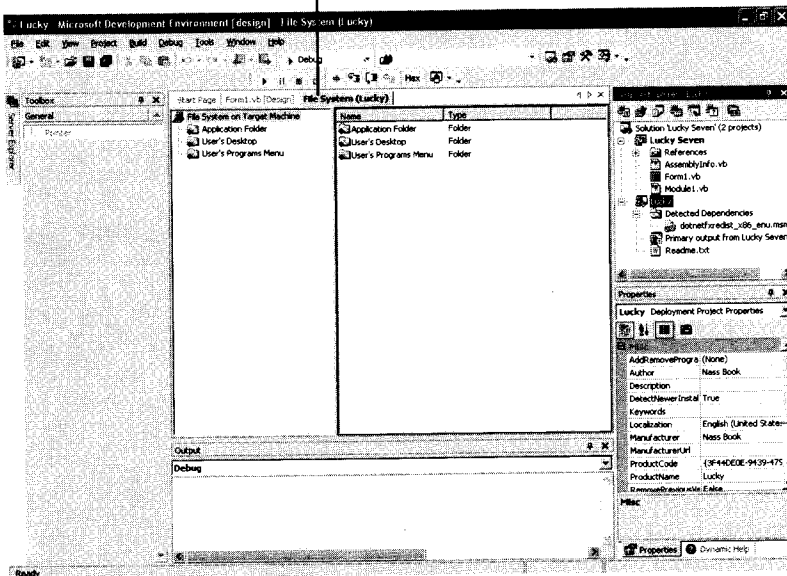 Lucky - Microsoft Development Environment [design] - File System (Lucky)
File Edit View Project Build Debug Tools Window Help
Debug
Hex
Server Explorer
Toolbox
General
Pointer
Start Page Form1.vb [Design] File System (Lucky)
File System on Target Machine
Application Folder
User's Desktop
User's Programs Menu
Name Type
Application Folder Folder
User's Desktop Folder
User's Programs Menu Folder
Solution 'Lucky Seven' (2 projects)
Lucky Seven
References
AssemblyInfo.vb
Form1.vb
Module1.vb
Lucky
Detected Dependencies
dotnetfxredist_x86_enu.msm
Primary output from Lucky Seven
Readme.txt
Properties
Lucky Deployment Project Properties
Misc
AddRemoveProgra (None)
Author Nass Book
Description
DetectNewerInstal True
Keywords
Localization English (United State
Manufacturer Nass Book
ManufacturerUrl
ProductCode {3F44DE0E-9439-475
ProductName Lucky
RemovePreviousVe False
Misc
Properties Dynamic Help
Output
Debug
Ready